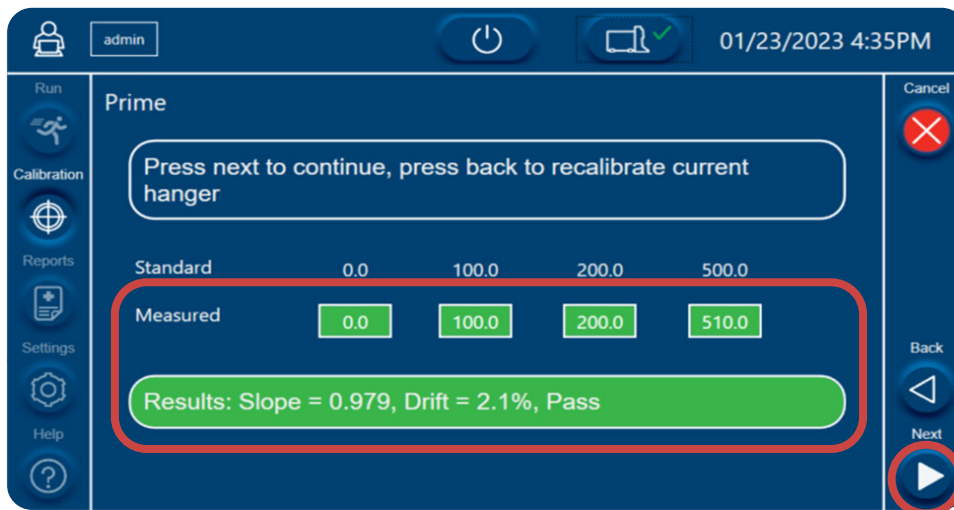 admin
01/23/2023 4:35PM
Run
Cancel
Prime
Press next to continue, press back to recalibrate current
hanger
Calibration
Reports
Standard 0.0 100.0 200.0 500.0
Measured 0.0 100.0 200.0 510.0
Settings
Back
Results: Slope = 0.979, Drift = 2.1%, Pass
Help
Next